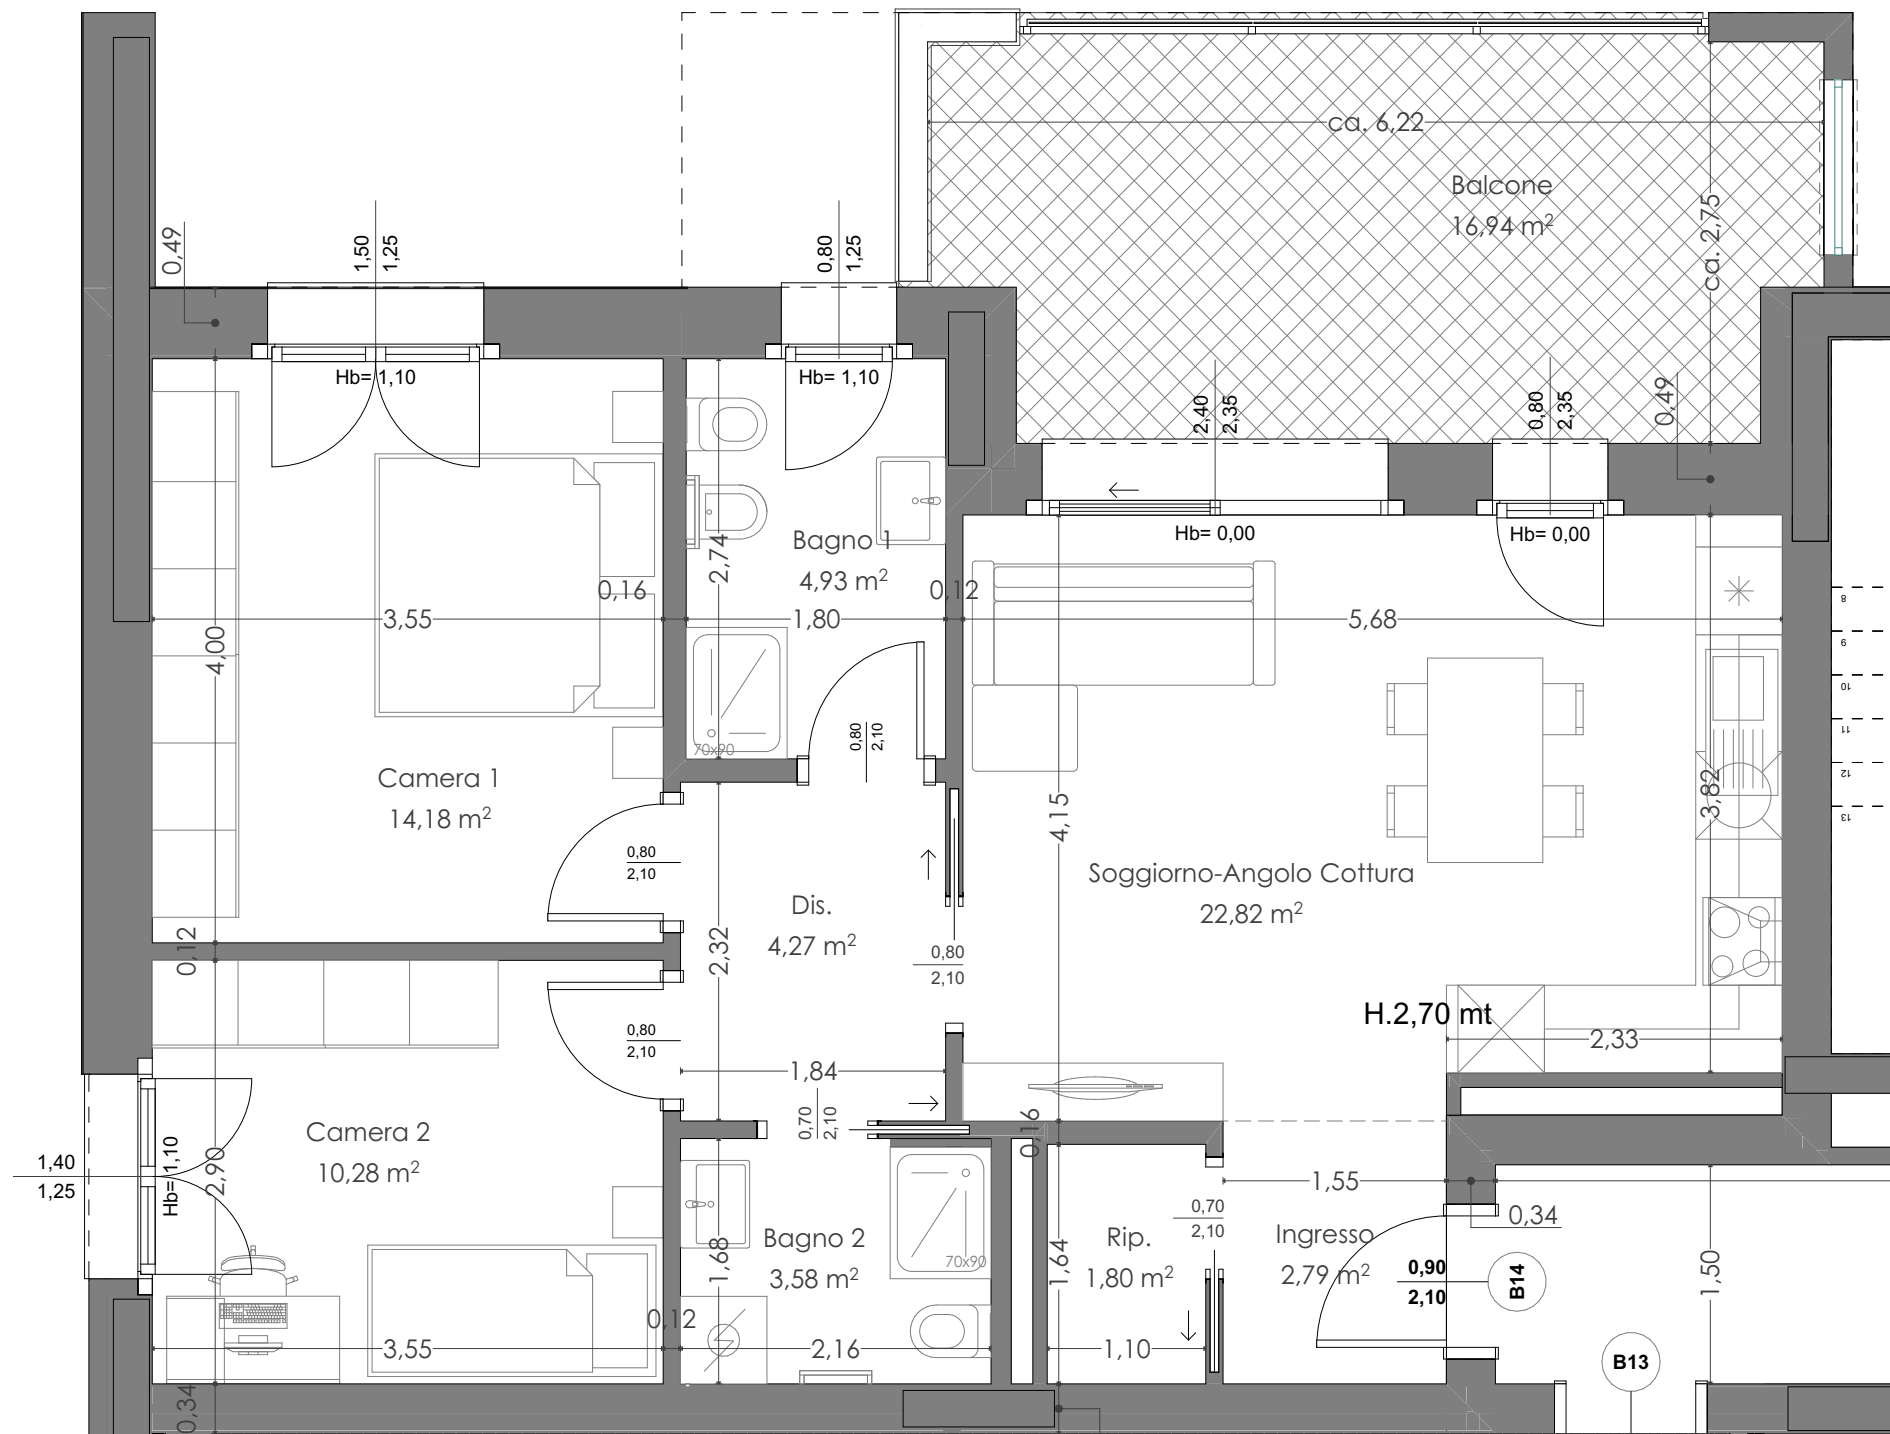 ca. 6,22
Balcone
16,94 m²
ca. 2,75
0,49
1,50
1,25
0,80
1,25
Hb= 1,10
Hb= 1,10
2,40
2,35
0,80
2,35
0,49
Hb= 0,00
Hb= 0,00
Bagno 1
4,93 m²
2,74
0,16
0,12
3,55
1,80
5,68
4,00
70x90
0,80
2,10
Camera 1
14,18 m²
4,15
3,82
8
9
10
11
12
13
0,80
2,10
Soggiorno-Angolo Cottura
22,82 m²
Dis.
4,27 m²
2,32
0,12
0,80
2,10
H.2,70 mt
2,33
0,80
2,10
1,84
0,70
2,10
0,16
Camera 2
10,28 m²
2,90
1,40
1,25
Hb= 1,10
1,55
0,34
0,70
2,10
Bagno 2
3,58 m²
1,68
70x90
Rip.
1,80 m²
1,64
Ingresso
2,79 m²
0,90
2,10
B14
1,50
0,12
3,55
2,16
1,10
B13
0,34